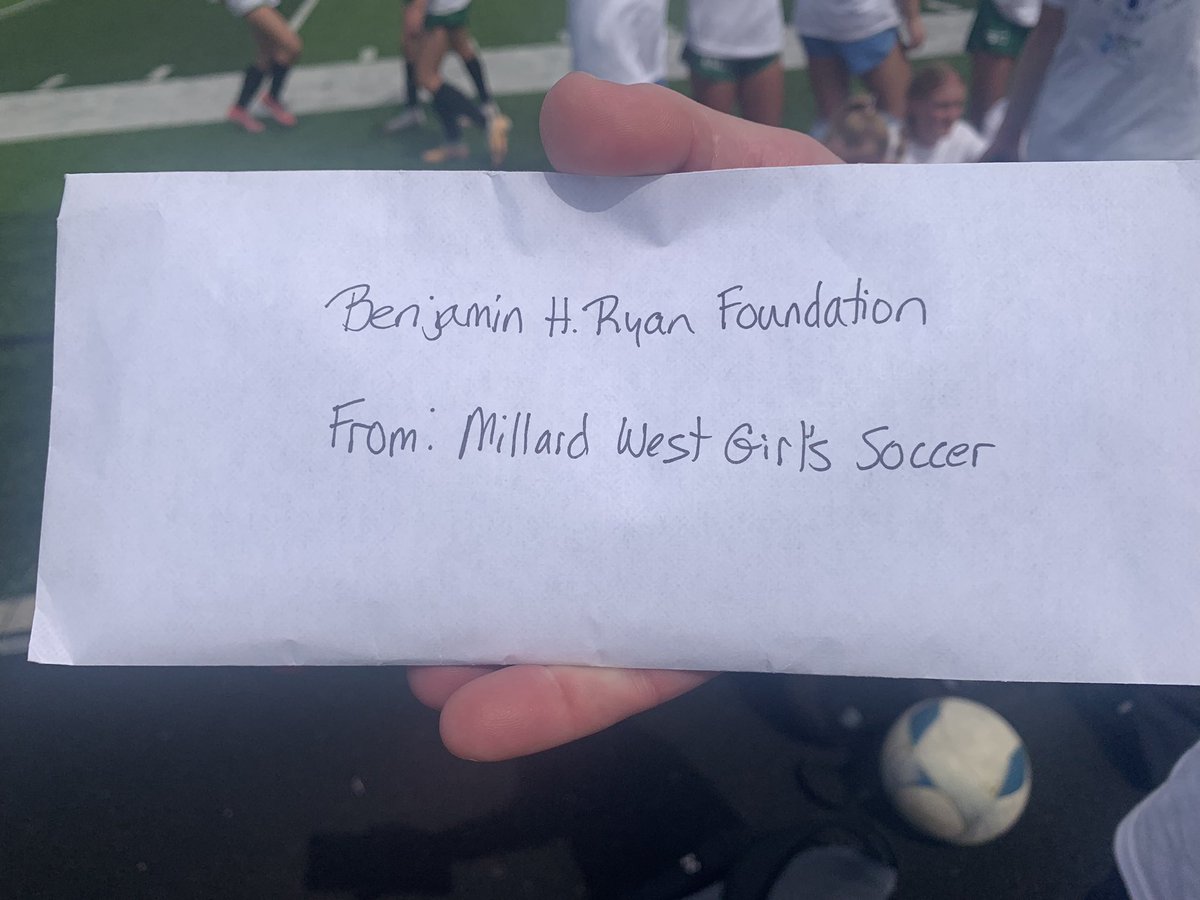 Benjamin H. Ryan Foundation
From: Millard West Girl's Soccer